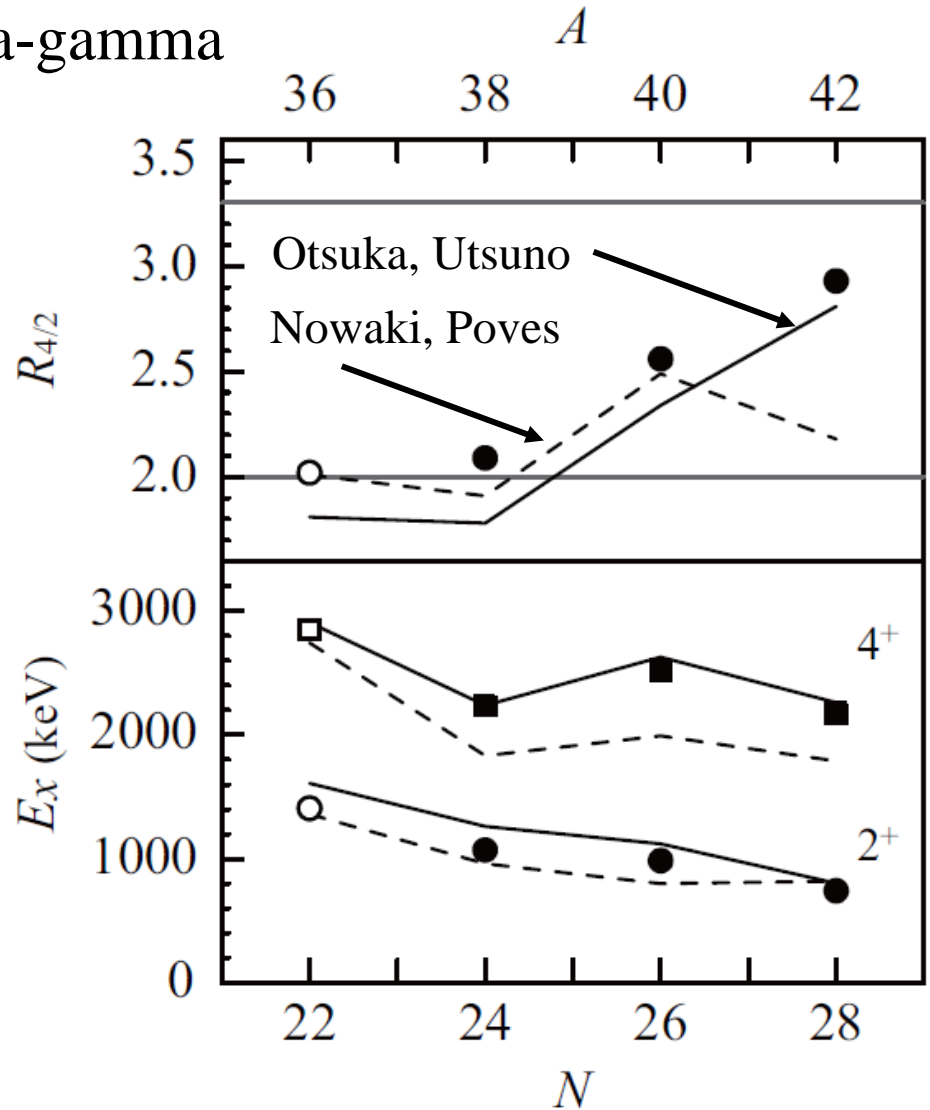 a-gamma
A
36 38 40 42
3.5
3.0
2.5
2.0
R4/2
Otsuka, Utsuno
Nowaki, Poves
3000
2000
1000
0
Ex (keV)
4+
2+
22 24 26 28
N